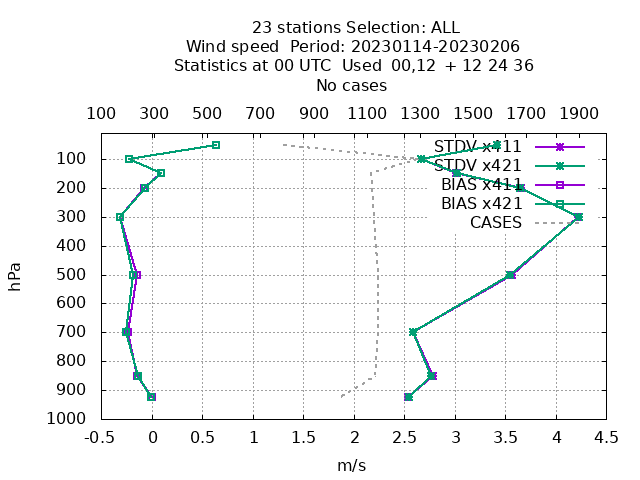 23 stations Selection: ALL
Wind speed  Period: 20230114-20230206
Statistics at 00 UTC  Used  00,12  + 12 24 36
No cases
100 300 500 700 900 1100 1300 1500 1700 1900
STDV x411
STDV x421
BIAS x411
BIAS x421
CASES
100
200
300
400
500
600
700
800
900
1000
hPa
-0.5 0 0.5 1 1.5 2 2.5 3 3.5 4 4.5
m/s